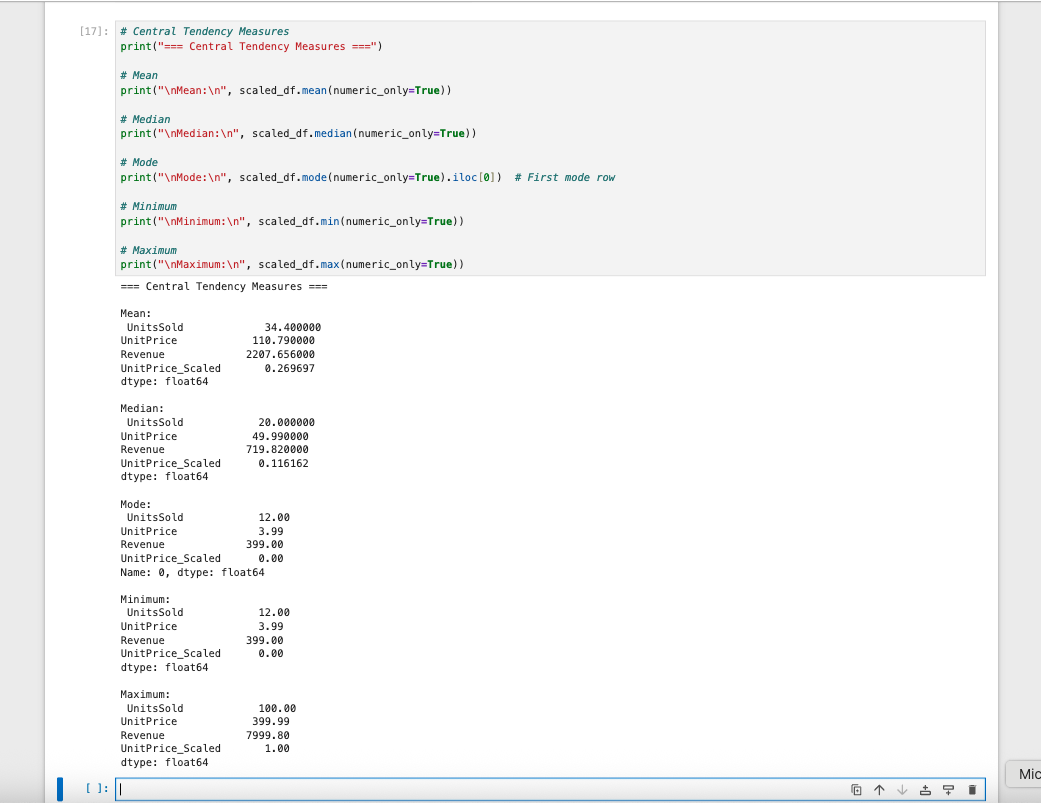 [17]:
# Central Tendency Measures
print("=== Central Tendency Measures ===")
# Mean
print("\nMean:\n", scaled_df.mean(numeric_only=True))
# Median
print("\nMedian:\n", scaled_df.median(numeric_only=True))
# Mode
print("\nMode:\n", scaled_df.mode(numeric_only=True).iloc[0]) # First mode row
# Minimum
print("\nMinimum:\n", scaled_df.min(numeric_only=True))
# Maximum
print("\nMaximum:\n", scaled_df.max(numeric_only=True))
=== Central Tendency Measures ===
Mean:
UnitsSold 34.400000
UnitPrice 110.790000
Revenue 2207.656000
UnitPrice_Scaled 0.269697
dtype: float64
Median:
UnitsSold 20.000000
UnitPrice 49.990000
Revenue 719.820000
UnitPrice_Scaled 0.116162
dtype: float64
Mode:
UnitsSold 12.00
UnitPrice 3.99
Revenue 399.00
UnitPrice_Scaled 0.00
Name: 0, dtype: float64
Minimum:
UnitsSold 12.00
UnitPrice 3.99
Revenue 399.00
UnitPrice_Scaled 0.00
dtype: float64
Maximum:
UnitsSold 100.00
UnitPrice 399.99
Revenue 7999.80
UnitPrice_Scaled 1.00
dtype: float64
Mic
[ ]: